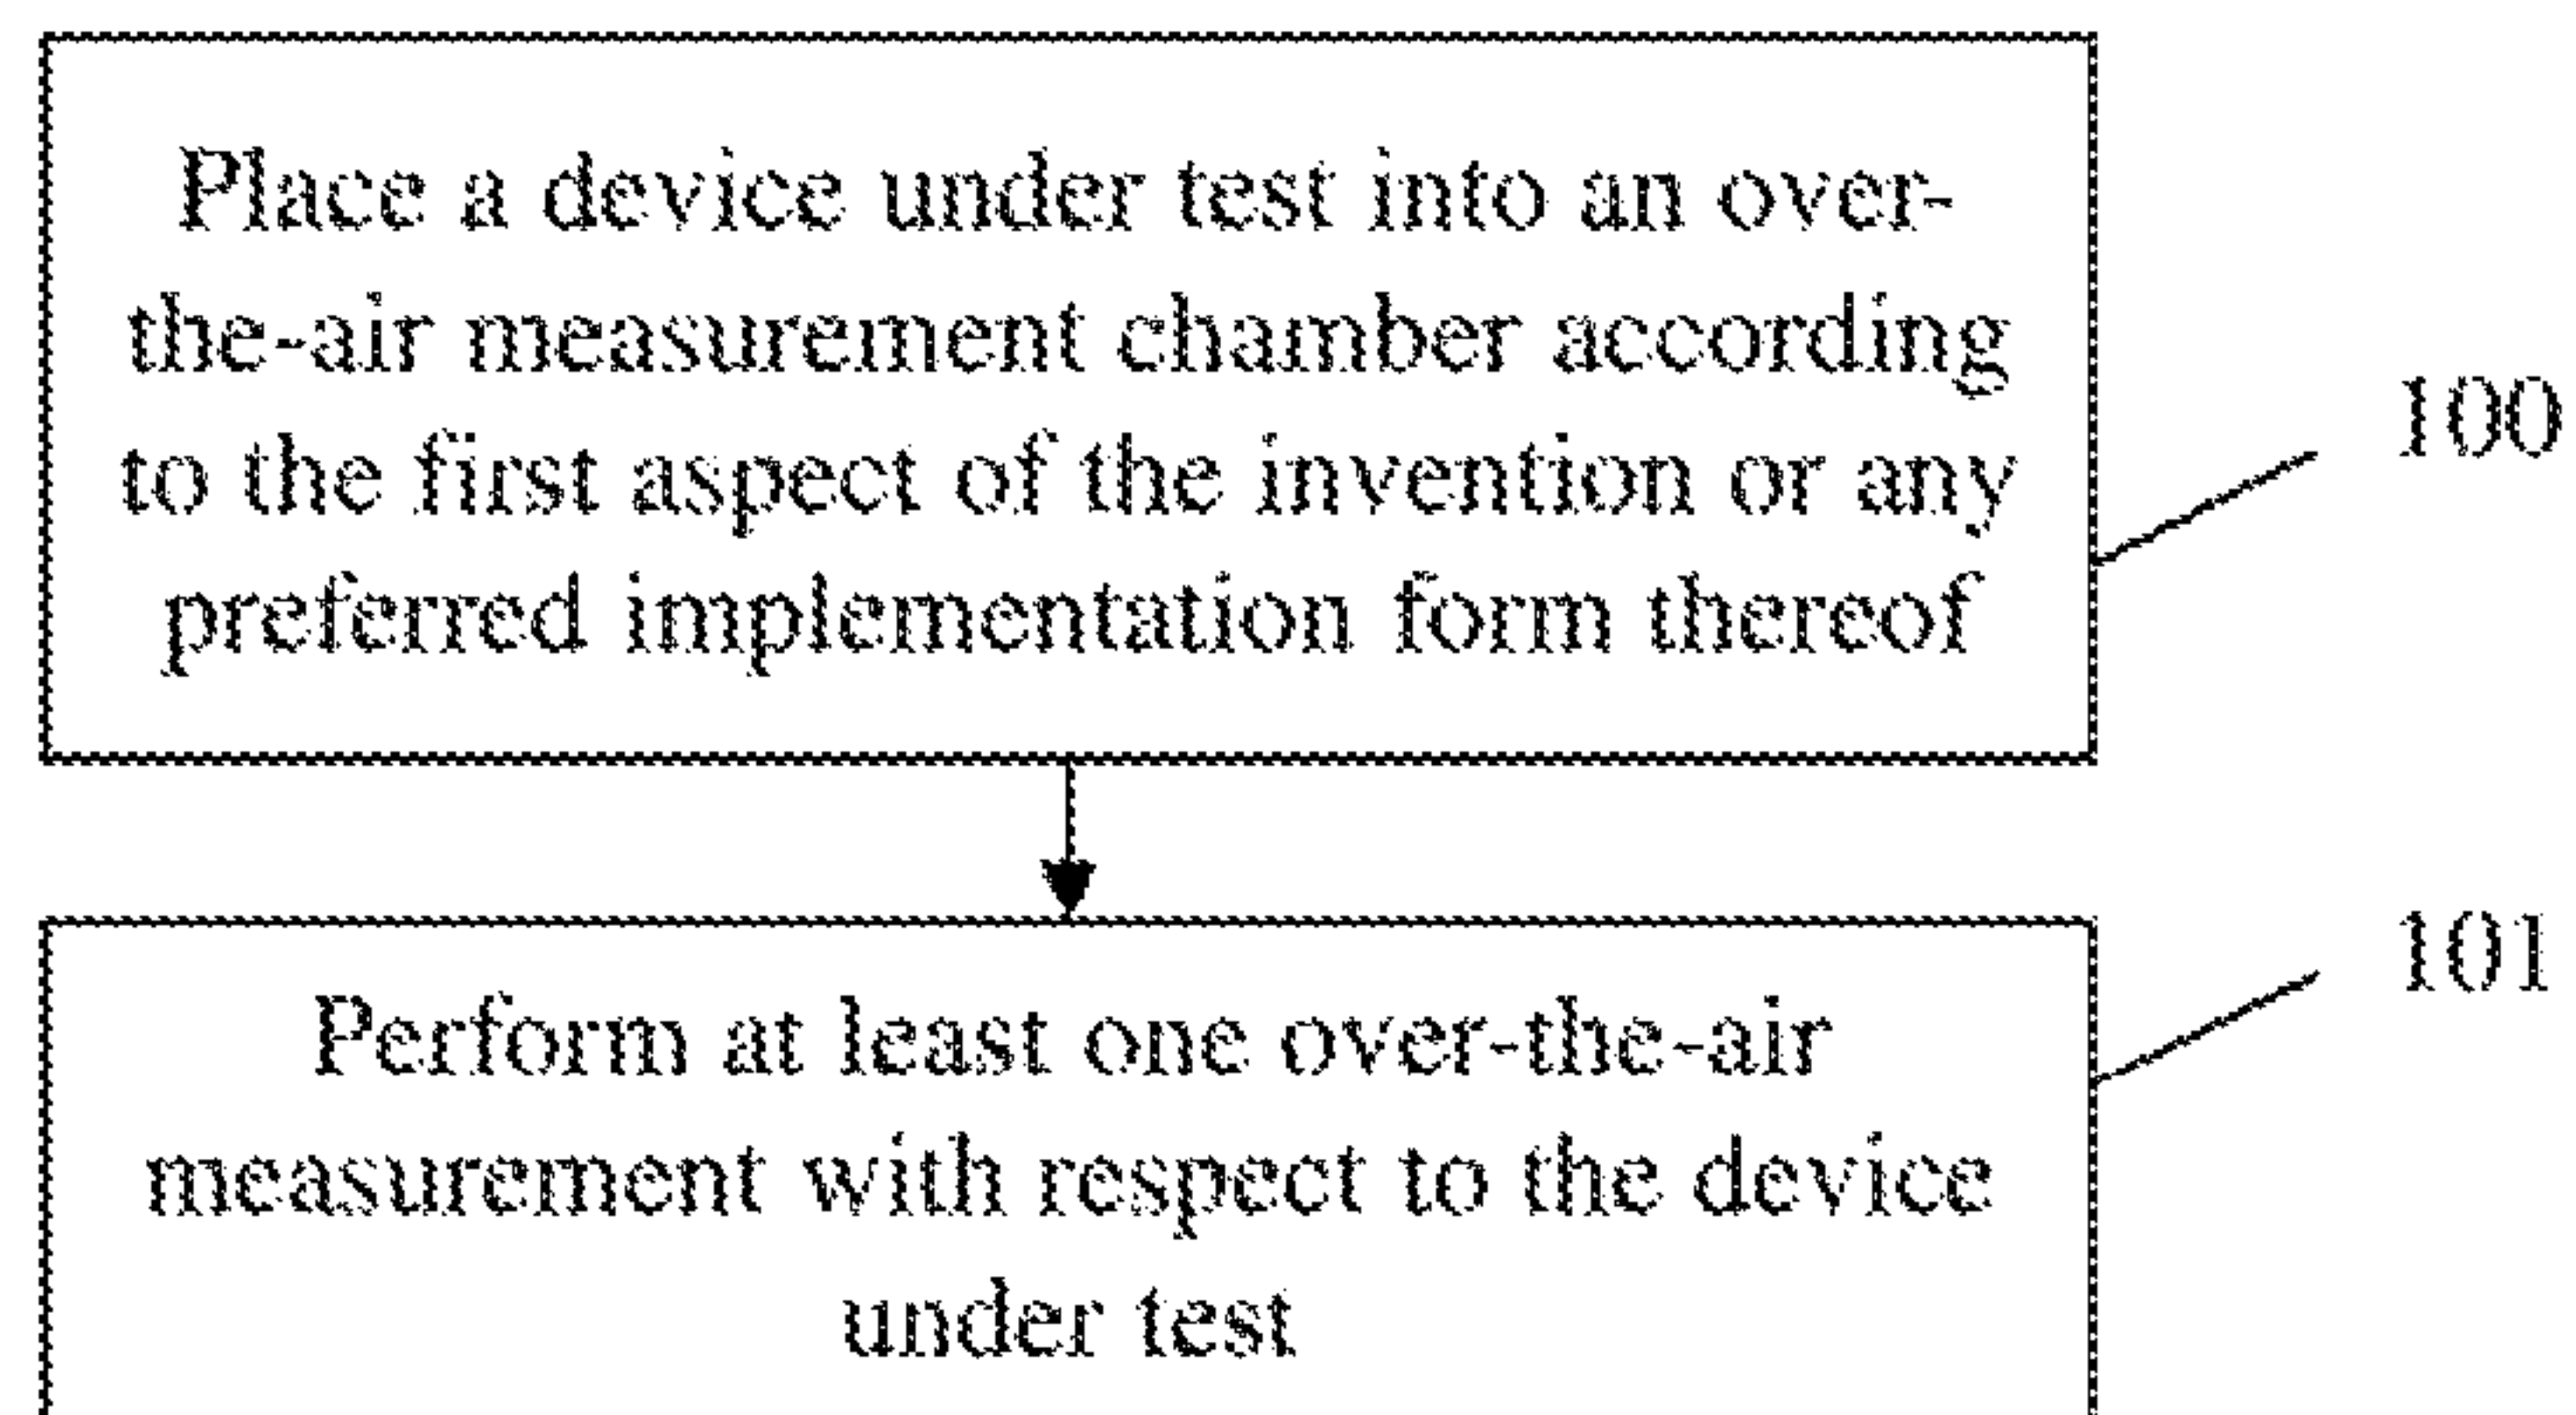 Place a device under test into an over-
the-air measurement chamber according
to the first aspect of the invention or any
preferred implementation form thereof
100
101
Perform at least one over-the-air
measurement with respect to the device
under test